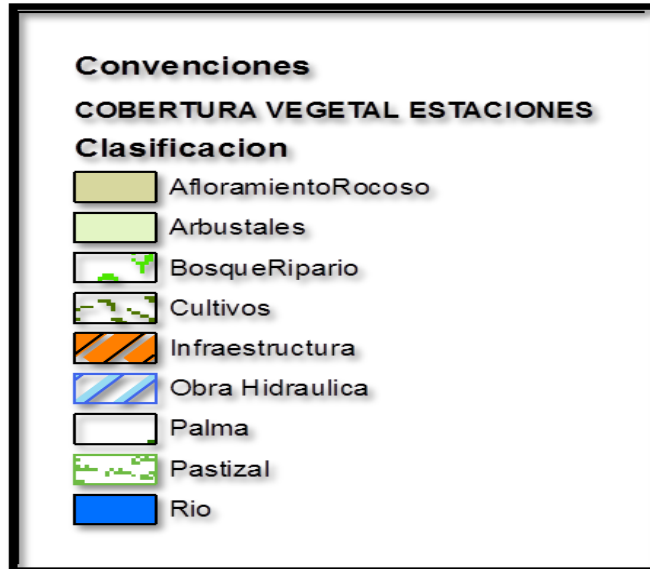 Convenciones
COBERTURA VEGETAL ESTACIONES
Clasificacion
AfloramientoRocoso
Arbustales
BosqueRipario
Cultivos
Infraestructura
Obra Hidraulica
Palma
Pastizal
Rio